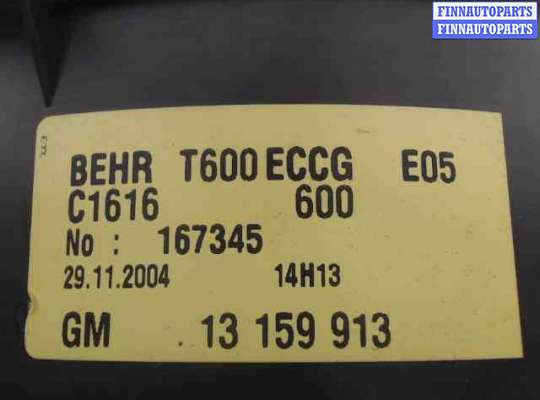 FINNAUTOPARTS
FINNAUTOPARTS
BEHR T600 ECCG E05
C1616 600
No : 167345
29.11.2004 14H13
GM 13 159 913